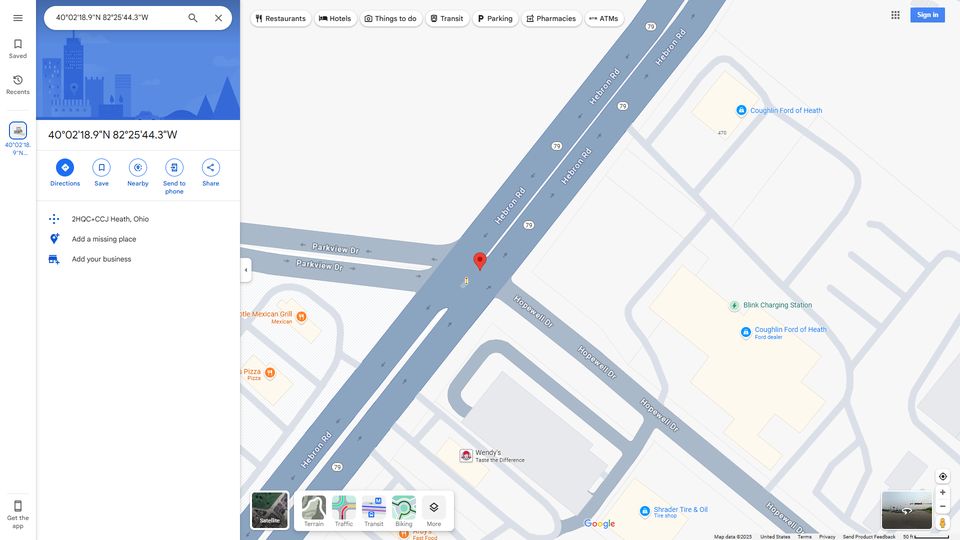 40°02'18.9"N 82°25'44.3"W
Restaurants
Hotels
Things to do
Transit
Parking
Pharmacies
ATMs
Sign in
Saved
Recents
40°02'18.
9"N...
40°02'18.9"N 82°25'44.3"W
Directions
Save
Nearby
Send to
phone
Share
2HQC+CCJ Heath, Ohio
Add a missing place
Add your business
Get the
app
79
Hebron Rd
Hebron Rd
79
79
Hebron Rd
Hebron Rd
79
Coughlin Ford of Heath
470
Parkview Dr
Parkview Dr
Hopewell Dr
Hopewell Dr
Hopewell Dr
Hopewell Dr
Blink Charging Station
Coughlin Ford of Heath
Ford dealer
otle Mexican Grill
Mexican
s Pizza
Pizza
Hebron Rd
79
Wendy's
Taste the Difference
Shrader Tire & Oil
Tire shop
Arby's
Fast Food
Satellite
Terrain
Traffic
Transit
Biking
More
Google
Map data ©2025
United States
Terms
Privacy
Send Product Feedback
50 ft